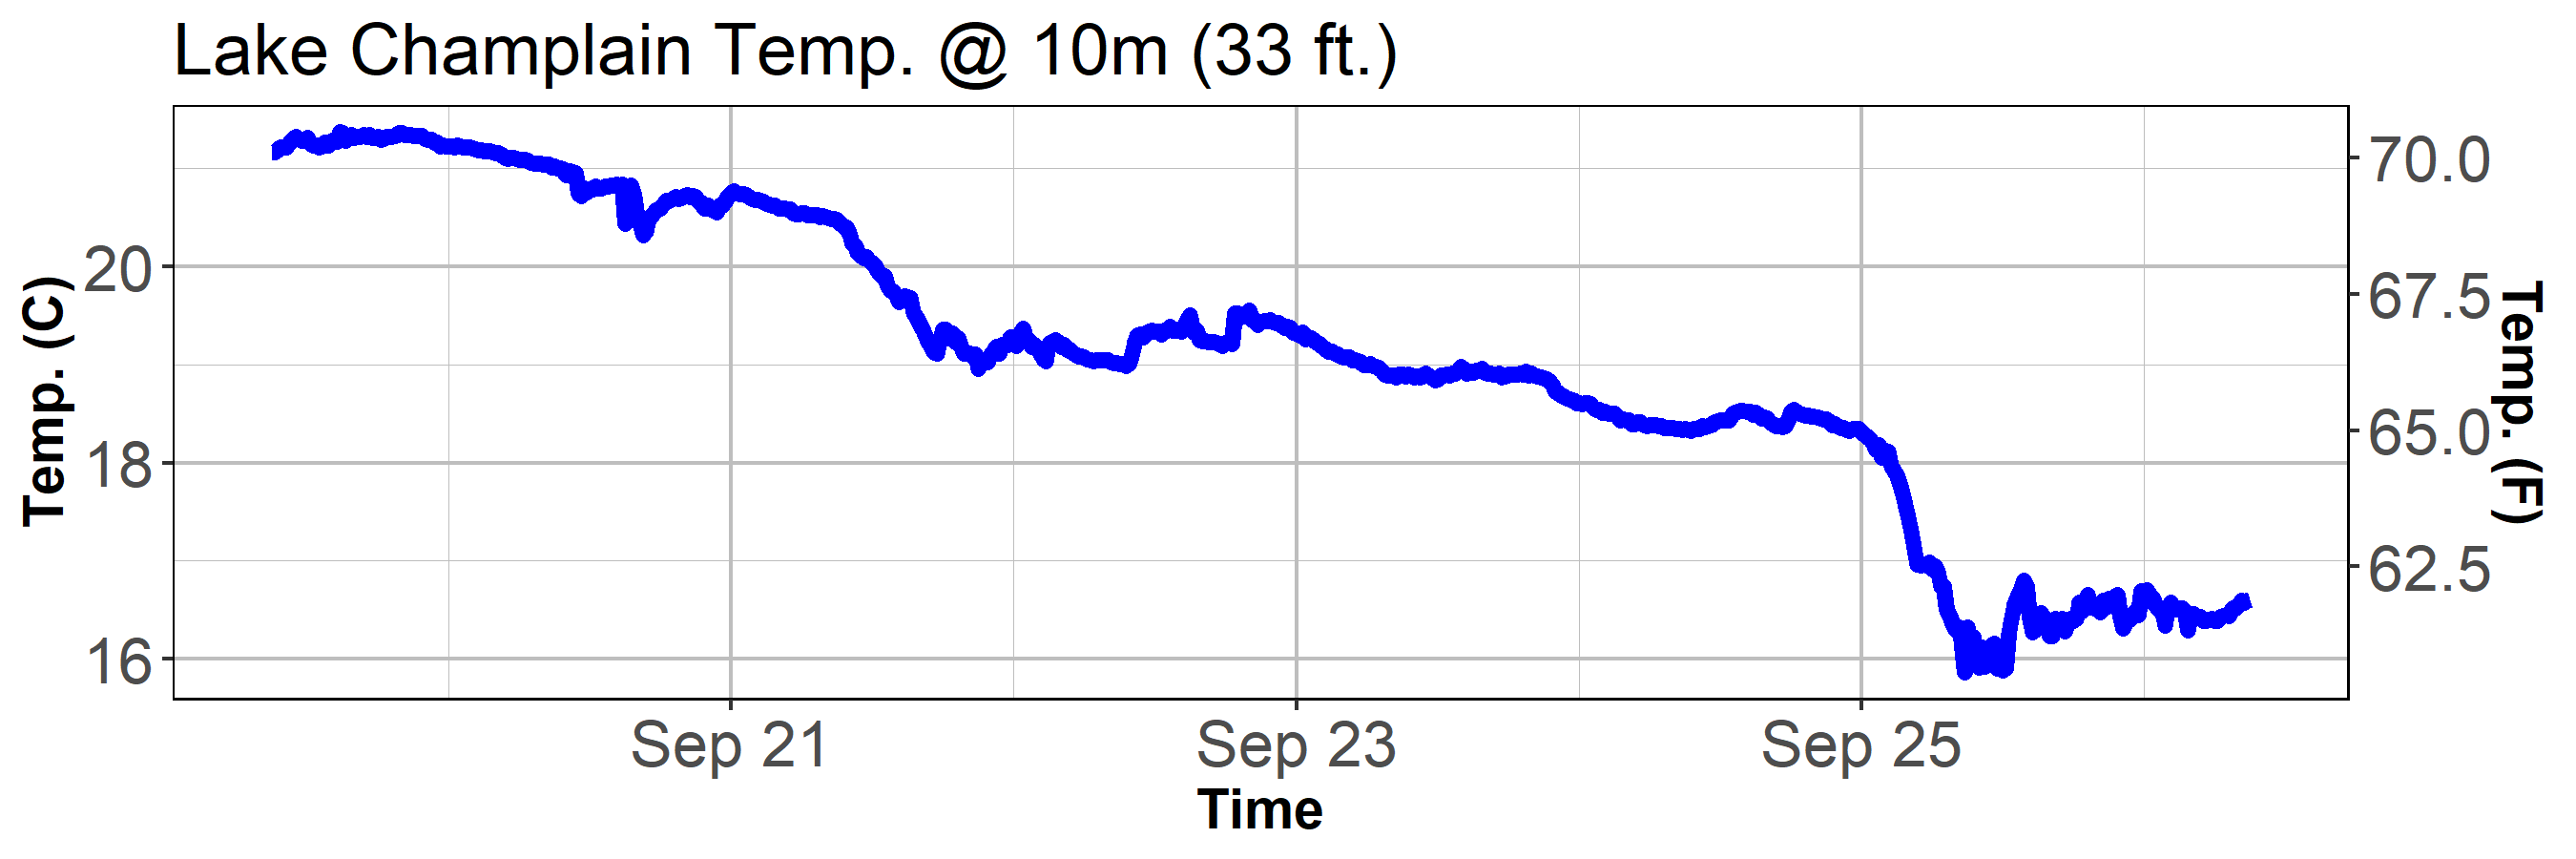 Lake Champlain Temp. @ 10m (33 ft.)
Temp. (C)
20
18
16
70.0
67.5
65.0
62.5
Temp. (F)
Sep 21
Sep 23
Sep 25
Time